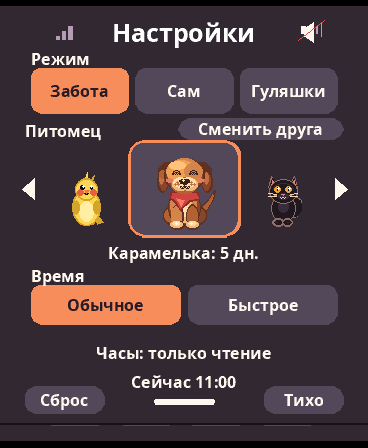 Настройки
Режим
Забота Сам Гуляшки
Питомец Сменить друга
Карамелька: 5 дн.
Время
Обычное Быстрое
Часы: только чтение
Сейчас 11:00
Сброс Тихо